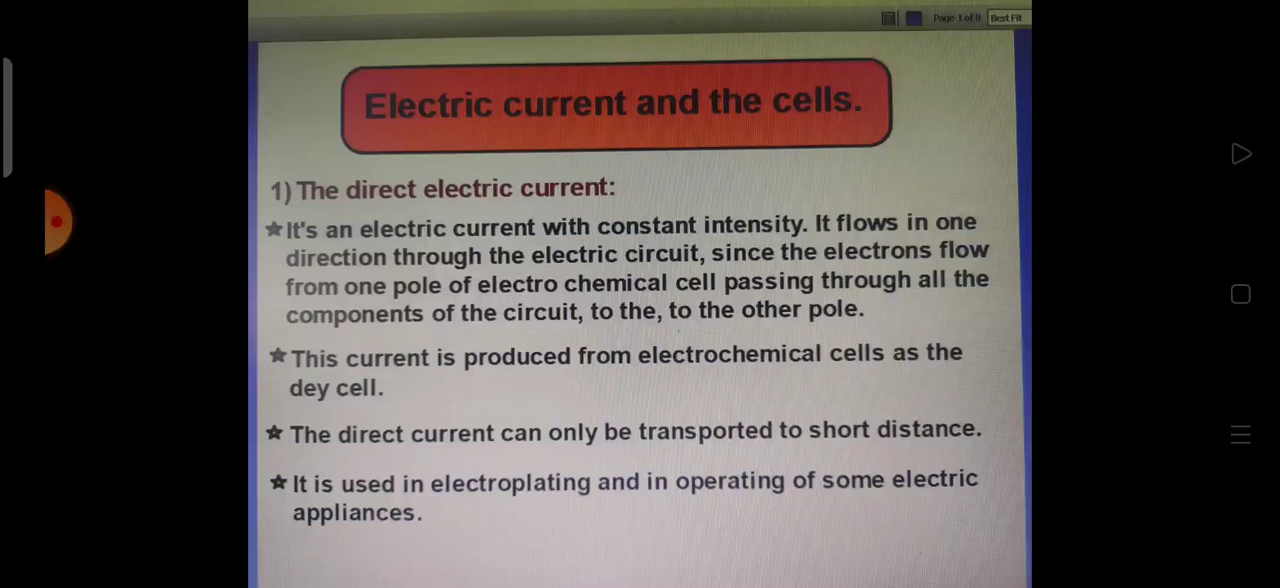 Page 1 of 8 Best Fit
Electric current and the cells.
1) The direct electric current:
It's an electric current with constant intensity. It flows in one
direction through the electric circuit, since the electrons flow
from one pole of electro chemical cell passing through all the
components of the circuit, to the, to the other pole.
This current is produced from electrochemical cells as the
dey cell.
The direct current can only be transported to short distance.
It is used in electroplating and in operating of some electric
appliances.